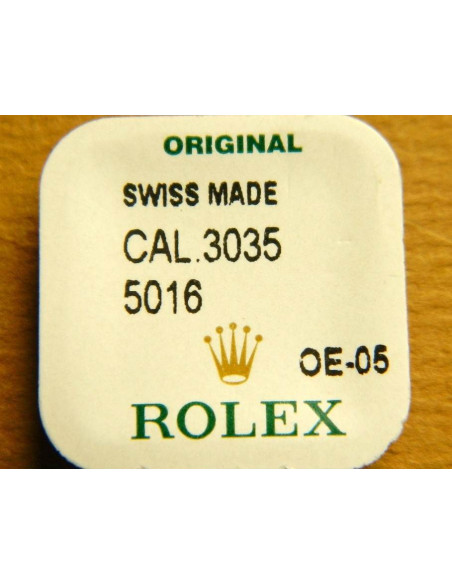 ORIGINAL
SWISS MADE
CAL.3035
5016
OE-05
ROLEX